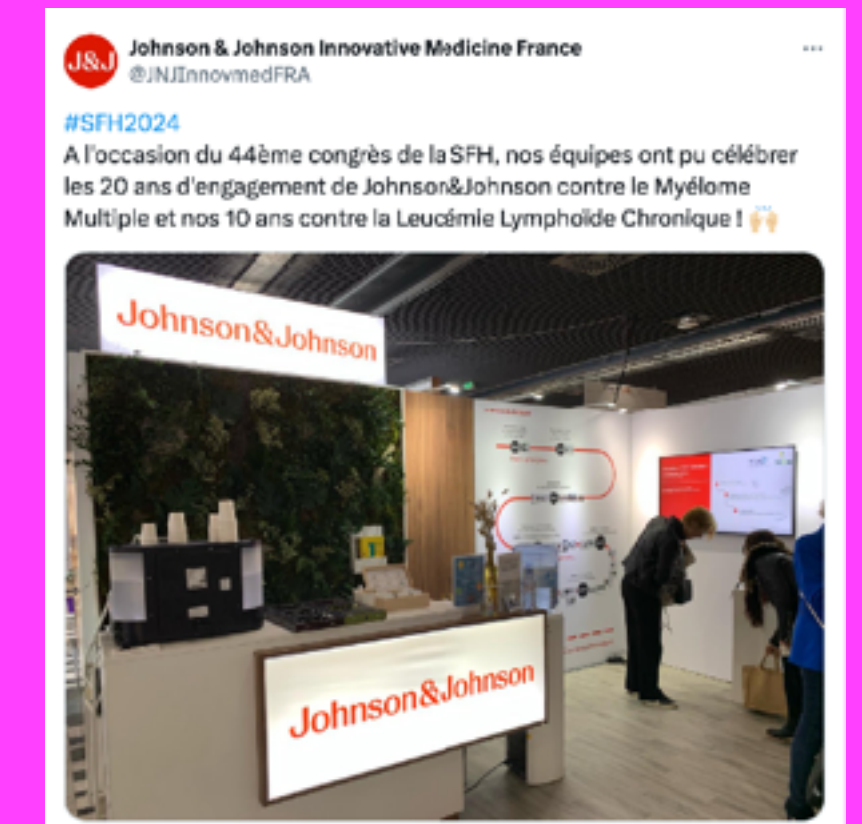 J&J
Johnson & Johnson Innovative Medicine France
@JNJInnovmedFRA
#SFH2024
A l'occasion du 44ème congrès de la SFH, nos équipes ont pu célébrer
les 20 ans d'engagement de Johnson&Johnson contre le Myélome
Multiple et nos 10 ans contre la Leucémie Lymphoïde Chronique ! 🙌🏻
Johnson&Johnson
Johnson&Johnson